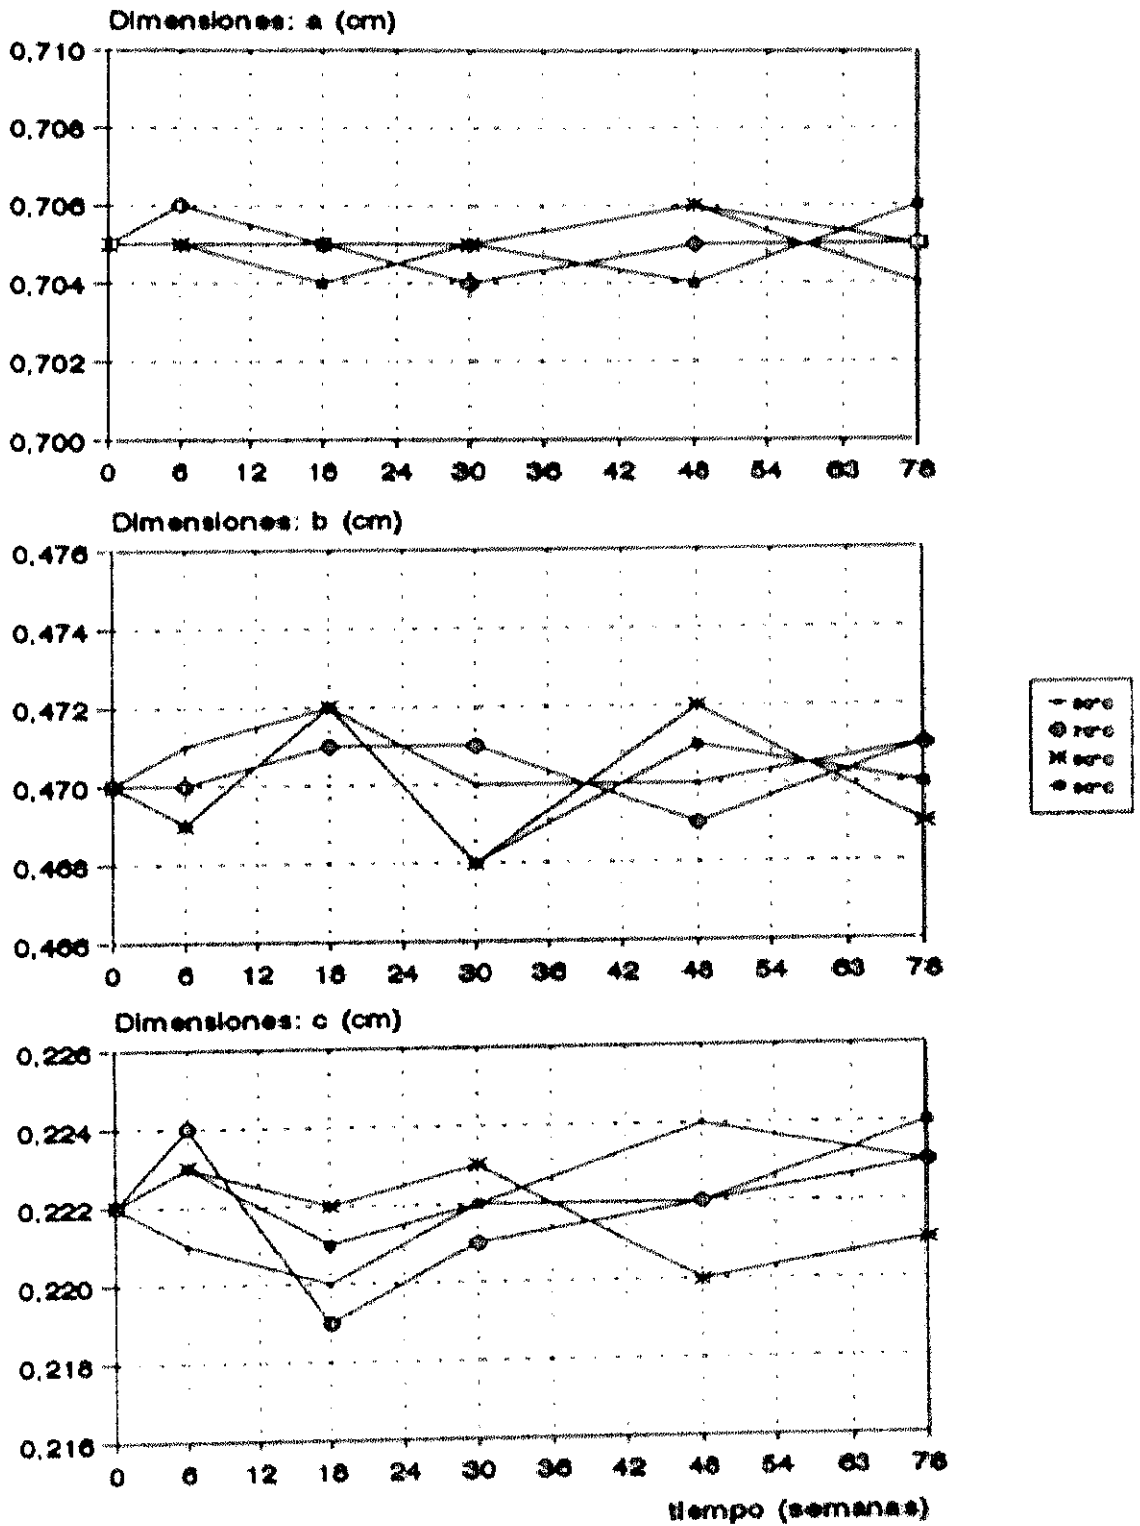 Dimensiones: a (cm)
0,710
0,708
0,706
0,704
0,702
0,700
0 6 12 18 24 30 36 42 48 54 63 78
Dimensiones: b (cm)
0,476
0,474
0,472
0,470
0,468
0,466
0 6 12 18 24 30 36 42 48 54 63 78
70°C
Dimensiones: c (cm)
0,226
0,224
0,222
0,220
0,218
0,216
0 6 12 18 24 30 36 42 48 54 63 78
tiempo (semanas)